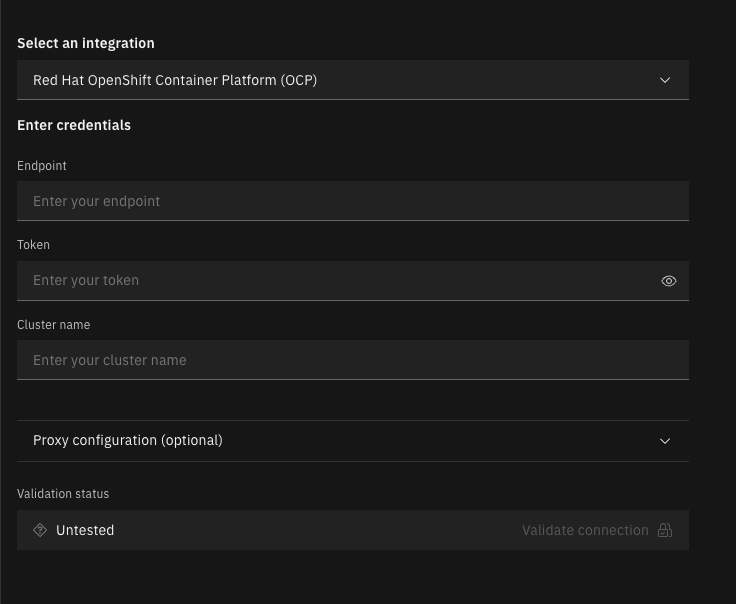 Select an integration
Red Hat OpenShift Container Platform (OCP)
Enter credentials
Endpoint
Enter your endpoint
Token
Enter your token
Cluster name
Enter your cluster name
Proxy configuration (optional)
Validation status
Untested Validate connection